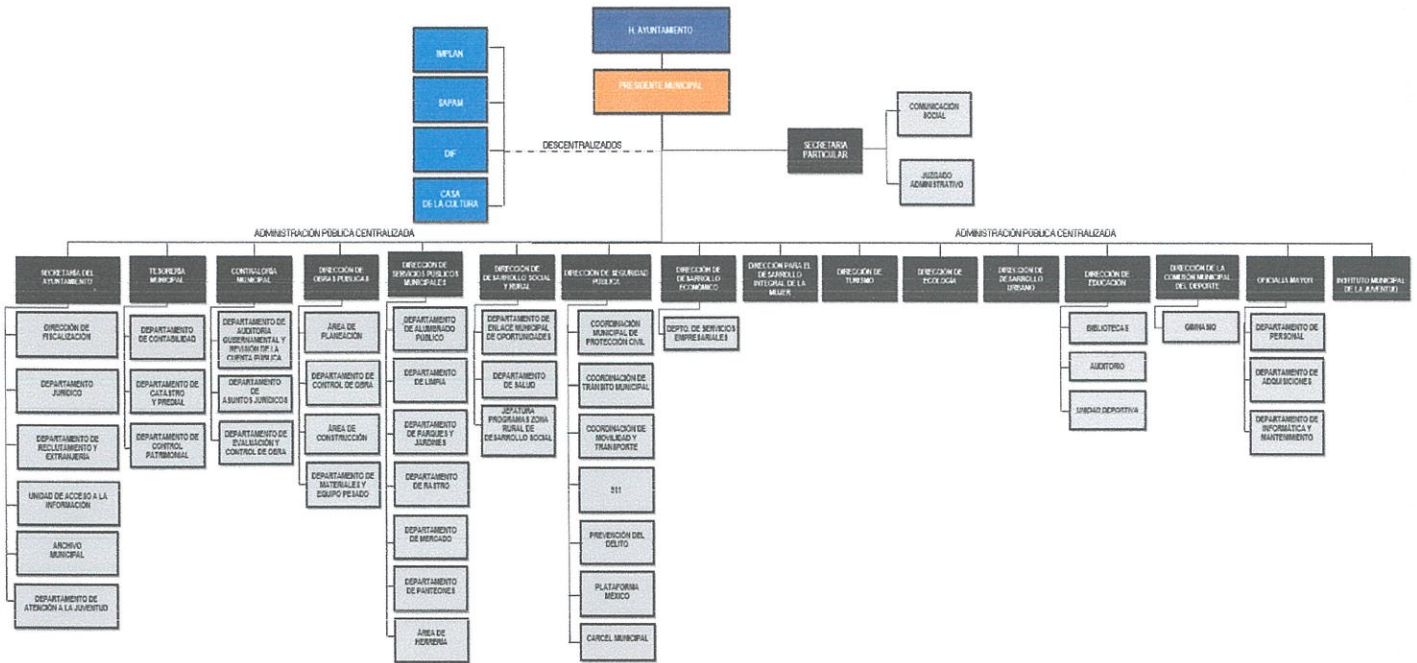 H. AYUNTAMIENTO
PRESIDENTE MUNICIPAL
IMPLAN
SAPAM
DIF
CASA
DE LA CULTURA
DESCENTRALIZADOS
SECRETARIA
PARTICULAR
COMUNICACIÓN
SOCIAL
JUZGADO
ADMINISTRATIVO
ADMINISTRACIÓN PÚBLICA CENTRALIZADA
ADMINISTRACIÓN PÚBLICA CENTRALIZADA
SECRETARÍA DEL
AYUNTAMIENTO
DIRECCIÓN DE
FISCALIZACIÓN
DEPARTAMENTO
JURÍDICO
DEPARTAMENTO DE
RECLUTAMIENTO Y
EXTRANJERÍA
UNIDAD DE ACCESO A LA
INFORMACIÓN
ARCHIVO
MUNICIPAL
DEPARTAMENTO DE
ATENCIÓN A LA JUVENTUD
TESORERÍA
MUNICIPAL
DEPARTAMENTO
DE CONTABILIDAD
DEPARTAMENTO DE
CATASTRO
Y PREDIAL
DEPARTAMENTO DE
CONTROL
PATRIMONIAL
CONTRALORÍA
MUNICIPAL
DEPARTAMENTO DE
AUDITORÍA
GUBERNAMENTAL Y
REVISIÓN DE LA
CUENTA PÚBLICA
DEPARTAMENTO
DE
ASUNTOS JURÍDICOS
DEPARTAMENTO DE
EVALUACIÓN Y
CONTROL DE OBRA
DIRECCIÓN DE
OBRAS PÚBLICAS
ÁREA DE
PLANEACIÓN
DEPARTAMENTO DE
CONTROL DE OBRA
ÁREA DE
CONSTRUCCIÓN
DEPARTAMENTO DE
MATERIALES Y
EQUIPO PESADO
DIRECCIÓN DE
SERVICIOS PÚBLICOS
MUNICIPALES
DEPARTAMENTO
DE ALUMBRADO
PÚBLICO
DEPARTAMENTO
DE LIMPIA
DEPARTAMENTO
DE PARQUES Y
JARDINES
DEPARTAMENTO
DE RASTRO
DEPARTAMENTO
DE MERCADO
DEPARTAMENTO
DE PANTEONES
ÁREA DE
HERRERÍA
DIRECCIÓN DE
DESARROLLO SOCIAL
Y RURAL
DEPARTAMENTO DE
ENLACE MUNICIPAL
DE OPORTUNIDADES
DEPARTAMENTO
DE SALUD
JEFATURA
PROGRAMAS ZONA
RURAL DE
DESARROLLO SOCIAL
DIRECCIÓN DE SEGURIDAD
PÚBLICA
COORDINACIÓN
MUNICIPAL DE
PROTECCIÓN CIVIL
COORDINACIÓN DE
TRÁNSITO MUNICIPAL
COORDINACIÓN DE
MOVILIDAD Y
TRANSPORTE
PREVENCIÓN DEL
DELITO
PLATAFORMA
MÉXICO
CARCEL MUNICIPAL
DIRECCIÓN DE
DESARROLLO
ECONÓMICO
DEPTO. DE SERVICIOS
EMPRESARIALES
DIRECCIÓN PARA EL
DESARROLLO
INTEGRAL DE LA
MUJER
DIRECCIÓN DE
TURISMO
DIRECCIÓN DE
ECOLOGÍA
DIRECCIÓN DE
DESARROLLO
URBANO
DIRECCIÓN DE
EDUCACIÓN
BIBLIOTECAS
AUDITORIO
UNIDAD DEPORTIVA
DIRECCIÓN DE LA
COMISIÓN MUNICIPAL
DEL DEPORTE
GIMNASIO
OFICIALÍA MAYOR
DEPARTAMENTO DE
PERSONAL
DEPARTAMENTO DE
ADQUISICIONES
DEPARTAMENTO DE
INFORMÁTICA Y
MANTENIMIENTO
INSTITUTO MUNICIPAL
DE LA JUVENTUD